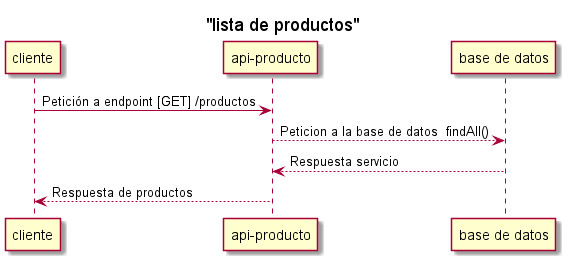 "lista de productos"
cliente
api-producto
base de datos
Petición a endpoint [GET] /productos
Peticion a la base de datos  findAll()
Respuesta servicio
Respuesta de productos
cliente
api-producto
base de datos